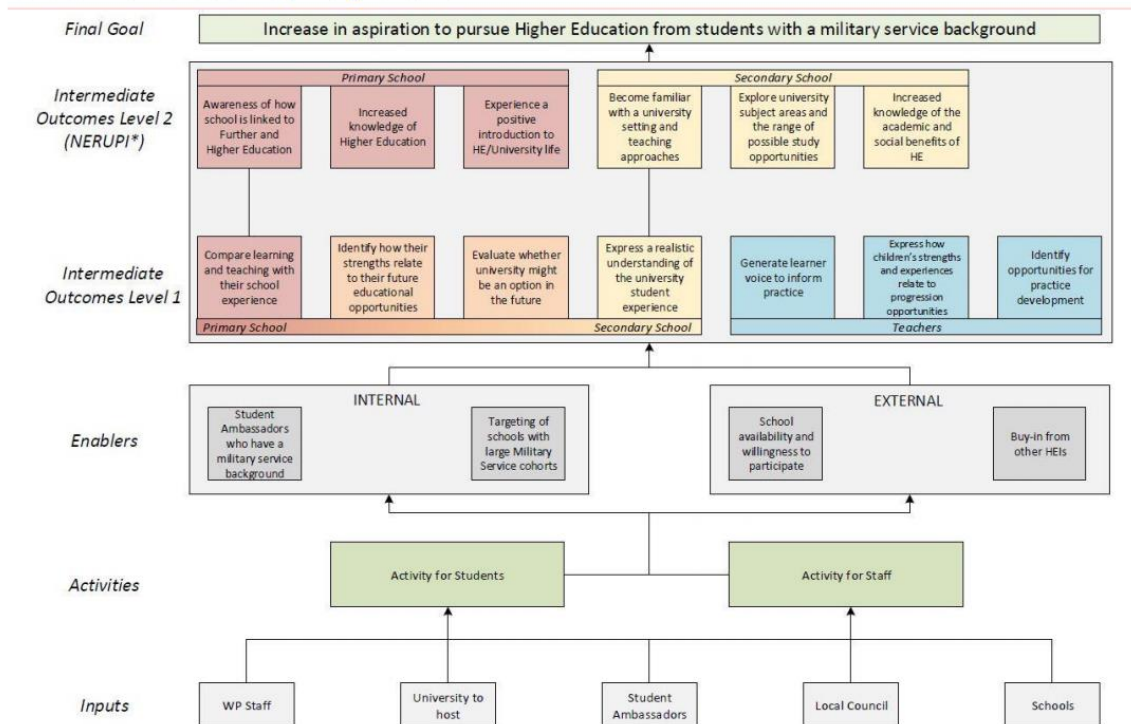 Final Goal
Increase in aspiration to pursue Higher Education from students with a military service background
Intermediate
Outcomes Level 2
(NERUPI*)
Primary School
Awareness of how
school is linked to
Further and
Higher Education
Increased
knowledge of
Higher Education
Experience a
positive
introduction to
HE/University life
Secondary School
Become familiar
with a university
setting and
teaching
approaches
Explore university
subject areas and
the range of
possible study
opportunities
Increased
knowledge of the
academic and
social benefits of
HE
Intermediate
Outcomes Level 1
Compare learning
and teaching with
their school
experience
Identify how their
strengths relate
to their future
educational
opportunities
Evaluate whether
university might
be an option in
the future
Express a realistic
understanding of
the university
student
experience
Generate learner
voice to inform
practice
Express how
children's strengths
and experiences
relate to
progression
opportunities
Identify
opportunities for
practice
development
Primary School
Secondary School
Teachers
Enablers
INTERNAL
Student
Ambassadors
who have a
military service
background
Targeting of
schools with
large Military
Service cohorts
EXTERNAL
School
availability and
willingness to
participate
Buy-in from
other HEIs
Activities
Activity for Students
Activity for Staff
Inputs
WP Staff
University to
host
Student
Ambassadors
Local Council
Schools